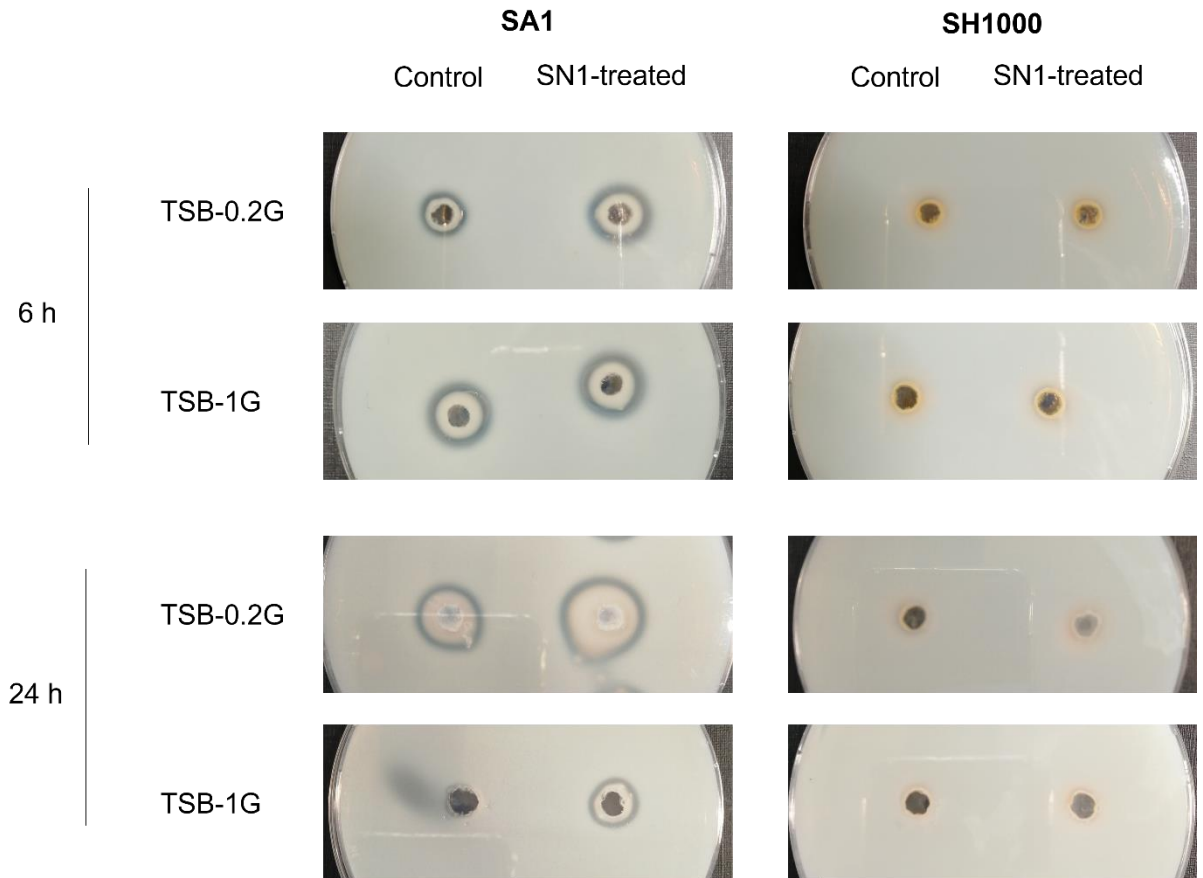 SA1 SH1000
Control SN1-treated Control SN1-treated
TSB-0.2G
6 h
TSB-1G
TSB-0.2G
24 h
TSB-1G